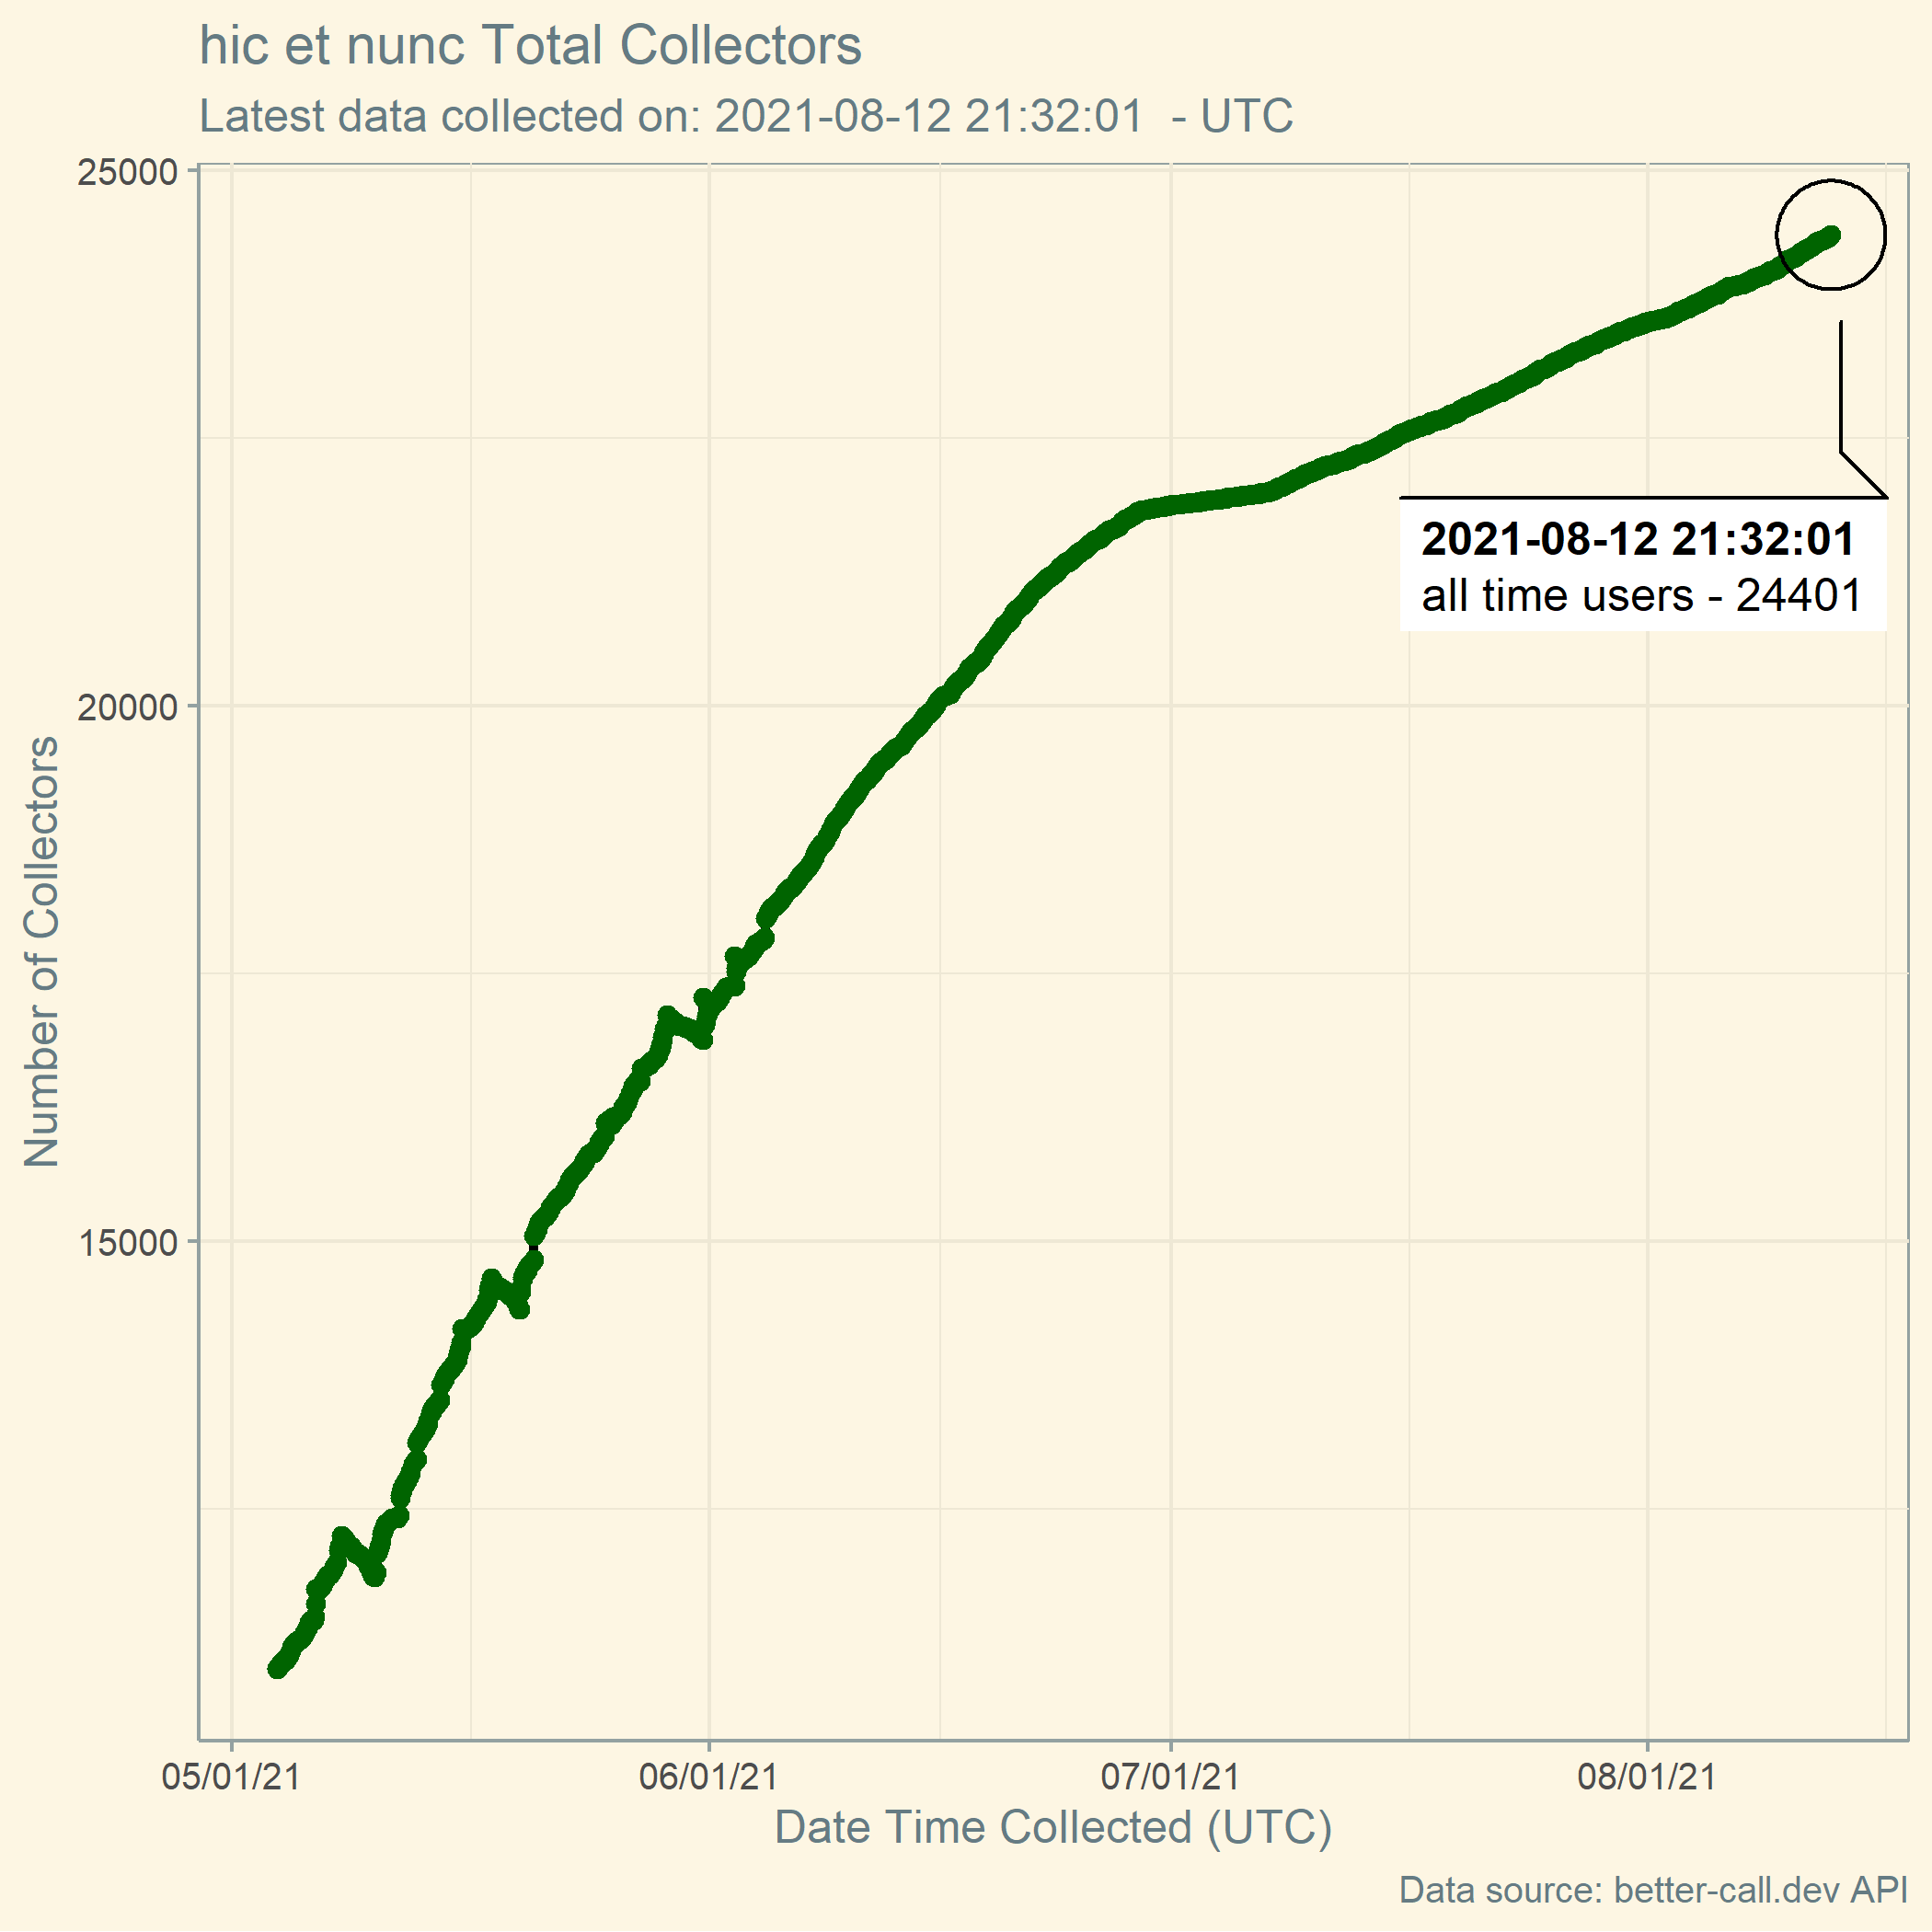 hic et nunc Total Collectors
Latest data collected on: 2021-08-12 21:32:01  - UTC
25000
20000
15000
Number of Collectors
2021-08-12 21:32:01
all time users - 24401
05/01/21
06/01/21
07/01/21
08/01/21
Date Time Collected (UTC)
Data source: better-call.dev API